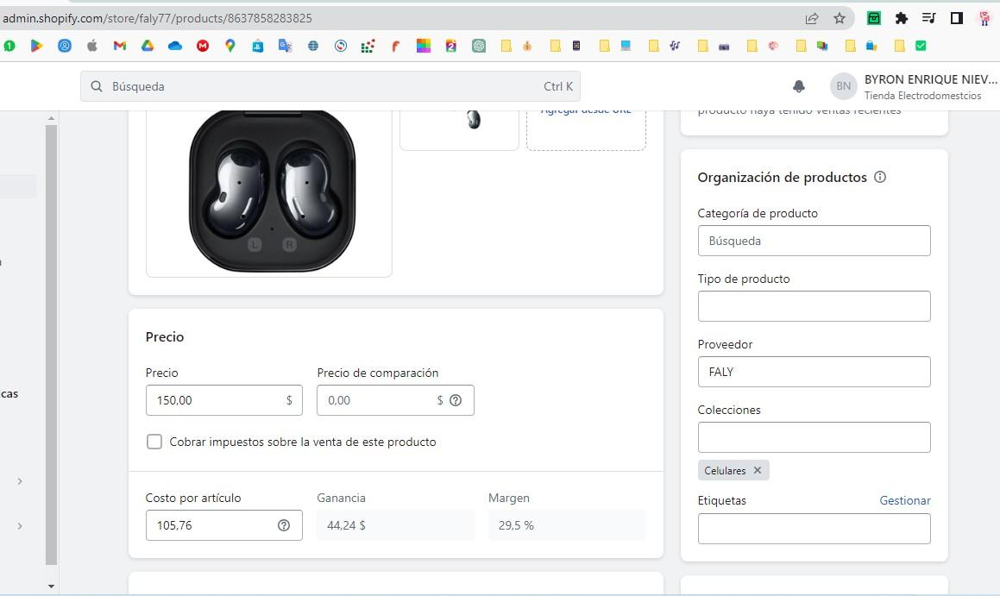 admin.shopify.com/store/faly77/products/8637858283825
Búsqueda
Ctrl K
BN
BYRON ENRIQUE NIEV...
Tienda Electrodomestcios
Agregar desde URL
producto haya tenido ventas recientes
L
R
Precio
Precio
Precio de comparación
150,00
$
0,00
$
Cobrar impuestos sobre la venta de este producto
Costo por artículo
Ganancia
Margen
105,76
44,24 $
29,5 %
cas
Organización de productos
Categoría de producto
Búsqueda
Tipo de producto
Proveedor
FALY
Colecciones
Celulares
Etiquetas
Gestionar